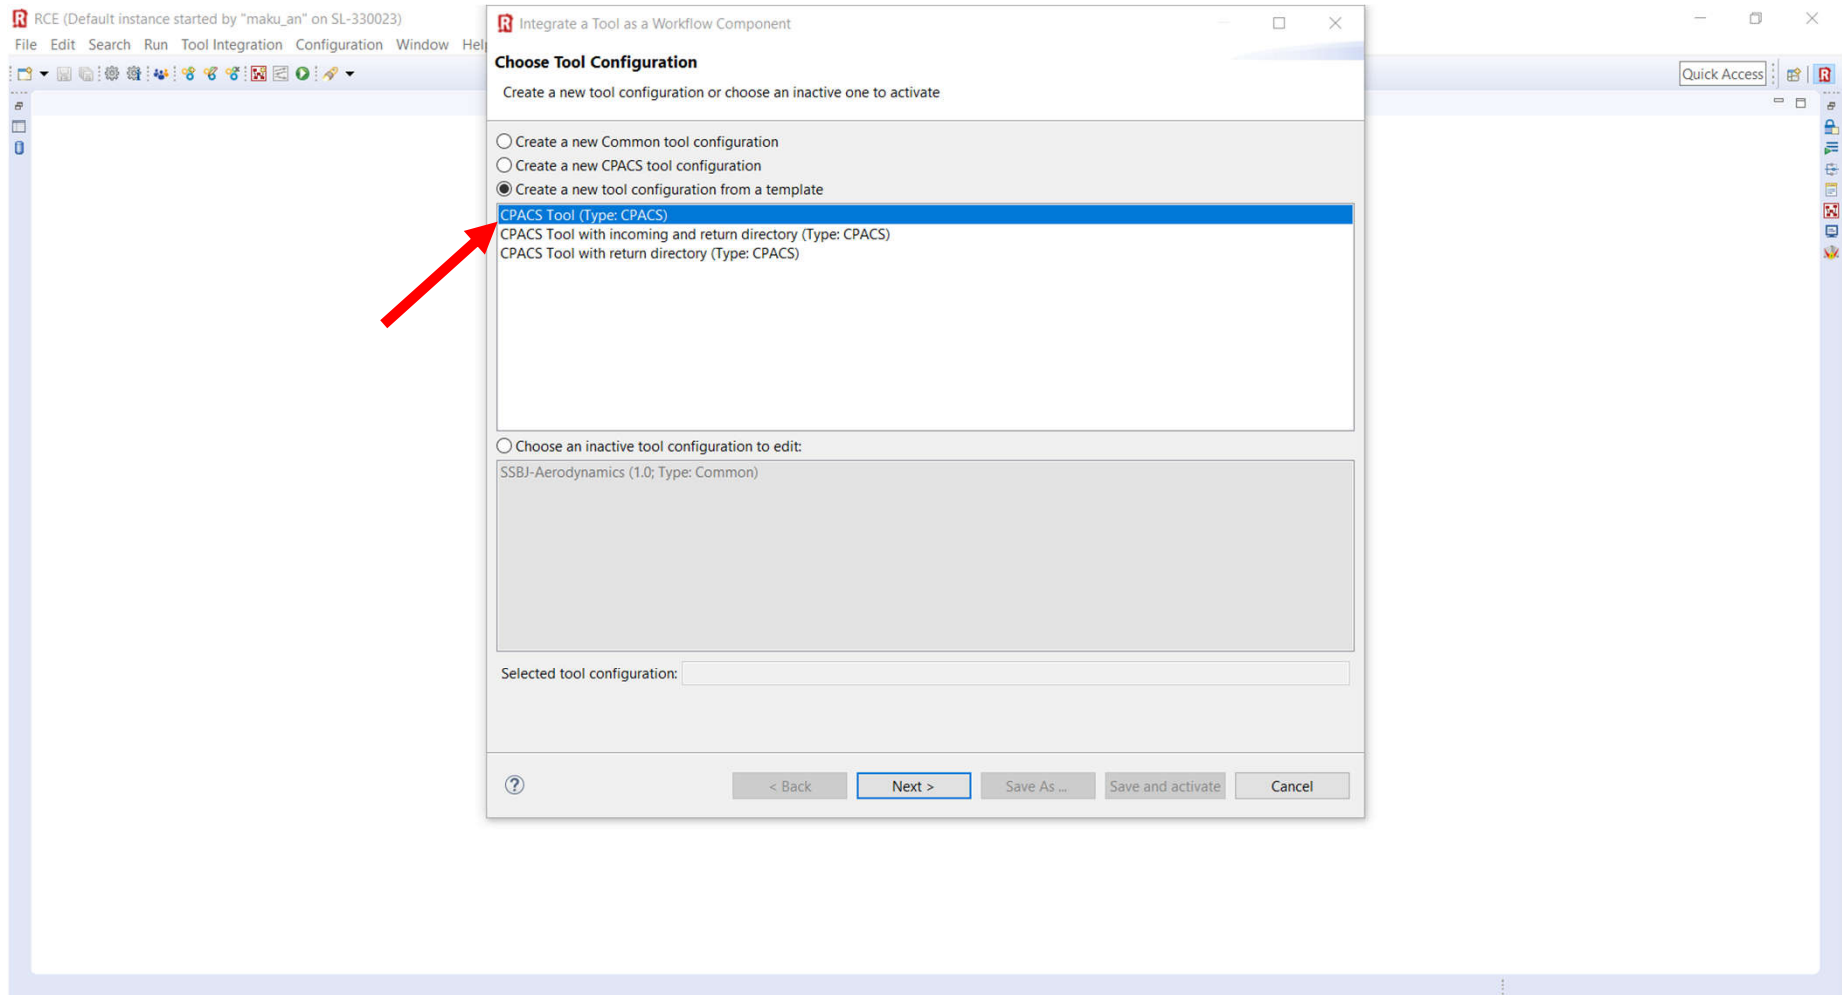 RCE (Default instance started by "maku_an" on SL-330023)
File Edit Search Run Tool Integration Configuration Window Help
Quick Access
Integrate a Tool as a Workflow Component
Choose Tool Configuration
Create a new tool configuration or choose an inactive one to activate
Create a new Common tool configuration
Create a new CPACS tool configuration
Create a new tool configuration from a template
CPACS Tool (Type: CPACS)
CPACS Tool with incoming and return directory (Type: CPACS)
CPACS Tool with return directory (Type: CPACS)
Choose an inactive tool configuration to edit:
SSBJ-Aerodynamics (1.0; Type: Common)
Selected tool configuration:
< Back Next > Save As ... Save and activate Cancel